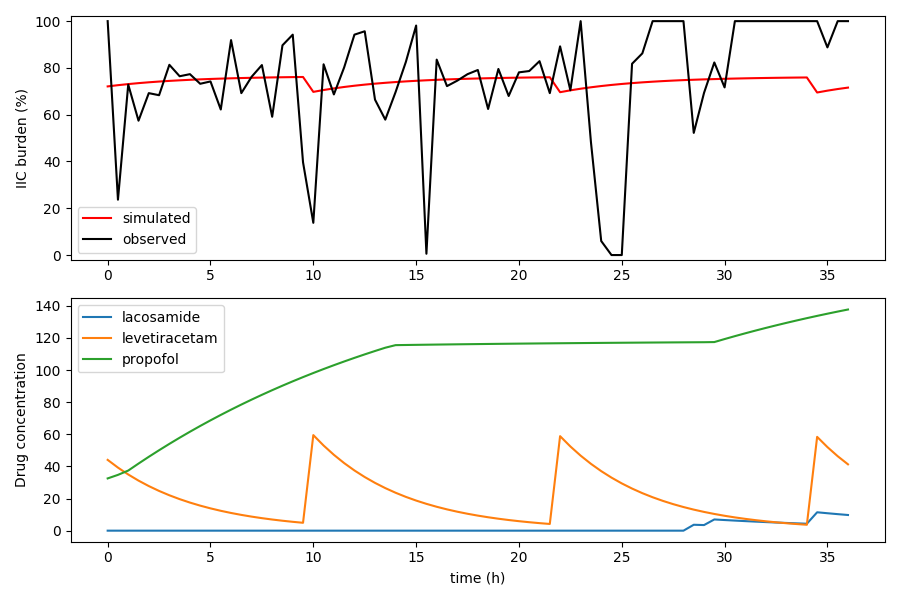 100
80
60
40
20
0
IIC burden (%)
simulated
observed
0 5 10 15 20 25 30 35
140
120
100
80
60
40
20
0
Drug concentration
lacosamide
levetiracetam
propofol
0 5 10 15 20 25 30 35
time (h)